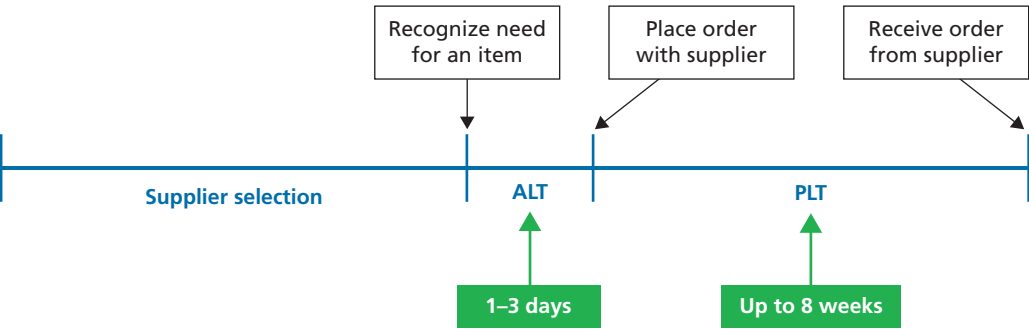 Recognize need
for an item
Place order
with supplier
Receive order
from supplier
Supplier selection
ALT
PLT
1–3 days
Up to 8 weeks